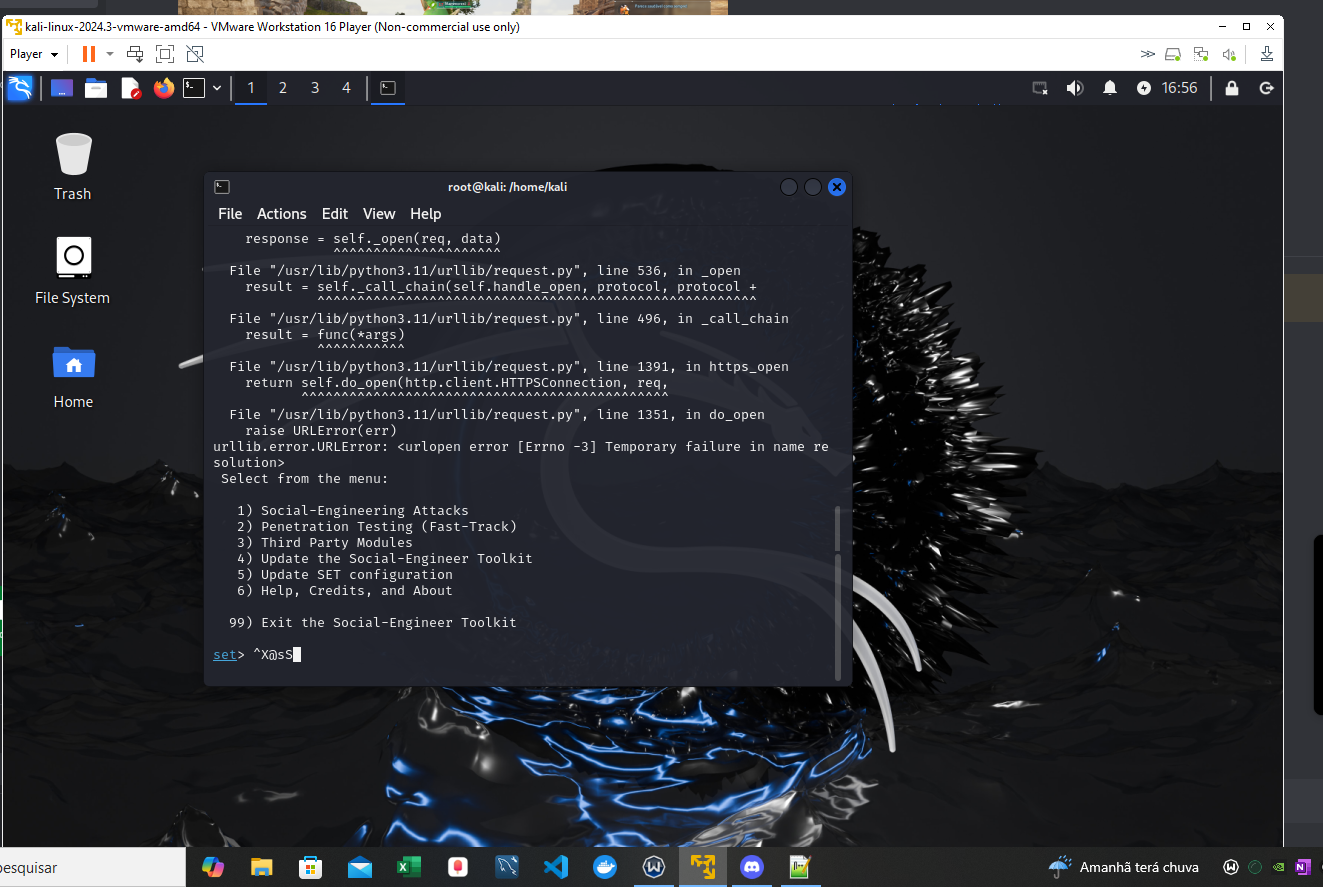 kali-linux-2024.3-vmware-amd64 - VMware Workstation 16 Player (Non-commercial use only)
Player
1 2 3 4
16:56
Trash
File System
Home
root@kali: /home/kali
File Actions Edit View Help
response = self._open(req, data)
^^^^^^^^^^^^^^^^^^^^^
File "/usr/lib/python3.11/urllib/request.py", line 536, in _open
result = self._call_chain(self.handle_open, protocol, protocol +
^^^^^^^^^^^^^^^^^^^^^^^^^^^^^^^^^^^^^^^^^^^^^^^^^^^^^^^
File "/usr/lib/python3.11/urllib/request.py", line 496, in _call_chain
result = func(*args)
^^^^^^^^^^^
File "/usr/lib/python3.11/urllib/request.py", line 1391, in https_open
return self.do_open(http.client.HTTPSConnection, req,
^^^^^^^^^^^^^^^^^^^^^^^^^^^^^^^^^^^^^^^^^^^^^^
File "/usr/lib/python3.11/urllib/request.py", line 1351, in do_open
raise URLError(err)
urllib.error.URLError: <urlopen error [Errno -3] Temporary failure in name re
solution>
Select from the menu:
1) Social-Engineering Attacks
2) Penetration Testing (Fast-Track)
3) Third Party Modules
4) Update the Social-Engineer Toolkit
5) Update SET configuration
6) Help, Credits, and About
99) Exit the Social-Engineer Toolkit
set> ^X@sS
pesquisar
Amanhã terá chuva